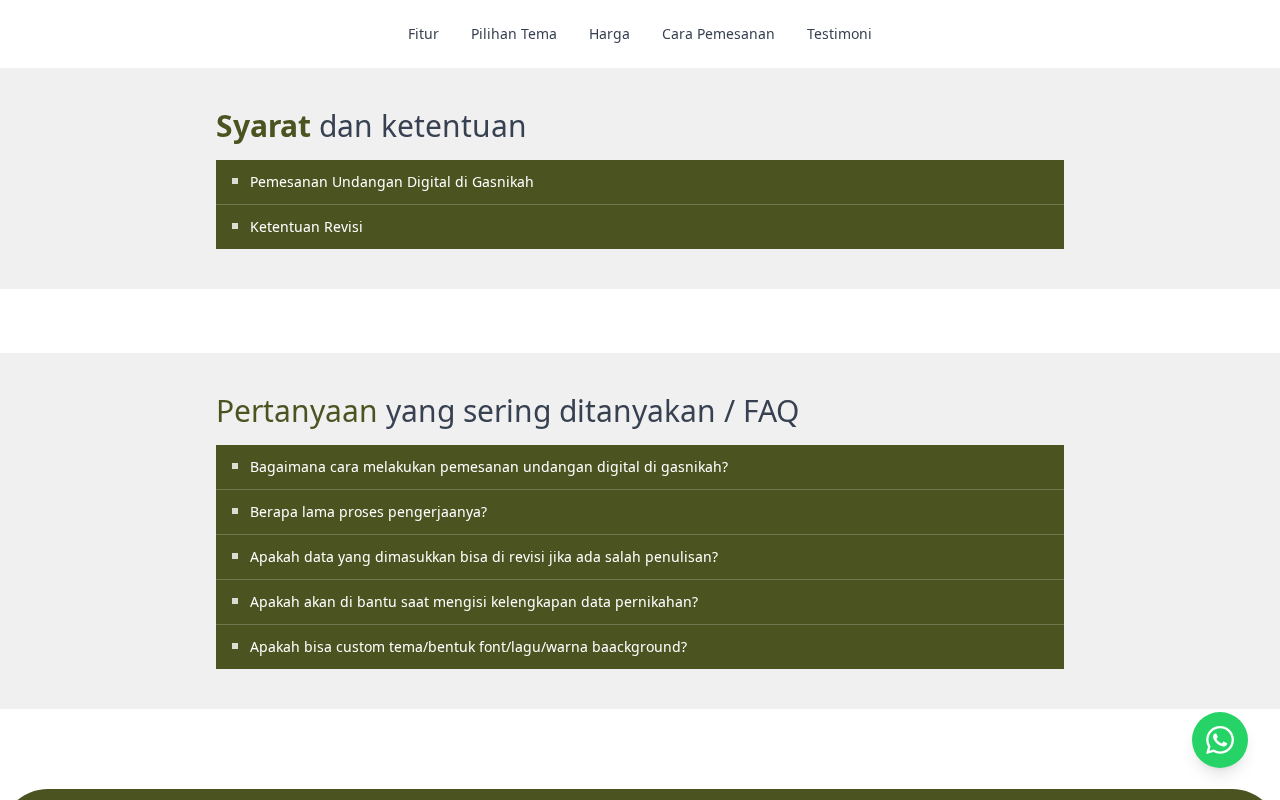 Fitur Pilihan Tema Harga Cara Pemesanan Testimoni
Syarat dan ketentuan
Pemesanan Undangan Digital di Gasnikah
Ketentuan Revisi
Pertanyaan yang sering ditanyakan / FAQ
Bagaimana cara melakukan pemesanan undangan digital di gasnikah?
Berapa lama proses pengerjaanya?
Apakah data yang dimasukkan bisa di revisi jika ada salah penulisan?
Apakah akan di bantu saat mengisi kelengkapan data pernikahan?
Apakah bisa custom tema/bentuk font/lagu/warna baackground?